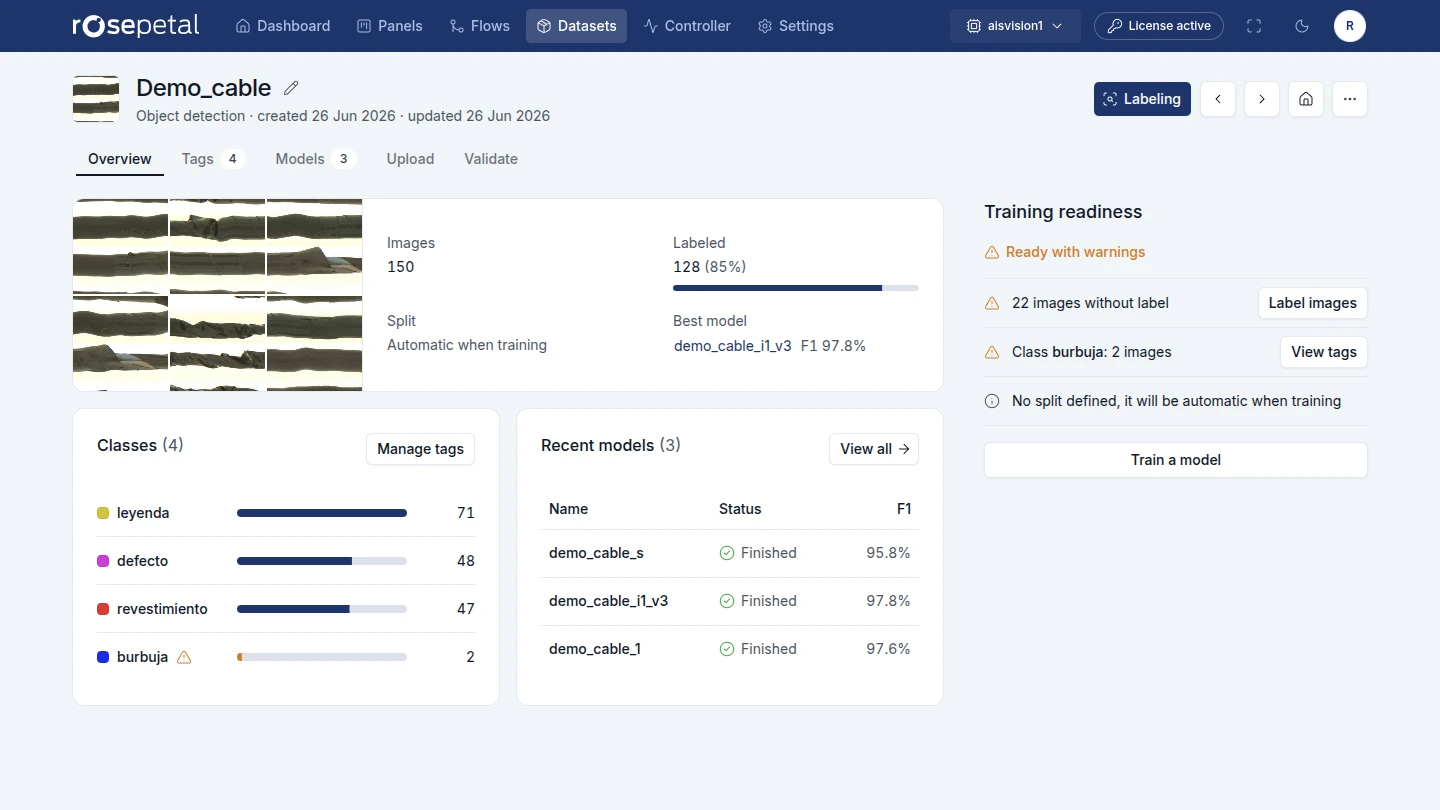 rosepetal Dashboard Panels Flows Datasets Controller Settings aisvision1 License active R
Demo_cable
Object detection · created 26 Jun 2026 · updated 26 Jun 2026
Labeling
Overview Tags 4 Models 3 Upload Validate
Images
150
Labeled
128 (85%)
Split
Automatic when training
Best model
demo_cable_i1_v3 F1 97.8%
Training readiness
Ready with warnings
22 images without label Label images
Class burbuja: 2 images View tags
No split defined, it will be automatic when training
Train a model
Classes (4) Manage tags
leyenda 71
defecto 48
revestimiento 47
burbuja 2
Recent models (3) View all
Name Status F1
demo_cable_s Finished 95.8%
demo_cable_i1_v3 Finished 97.8%
demo_cable_1 Finished 97.6%